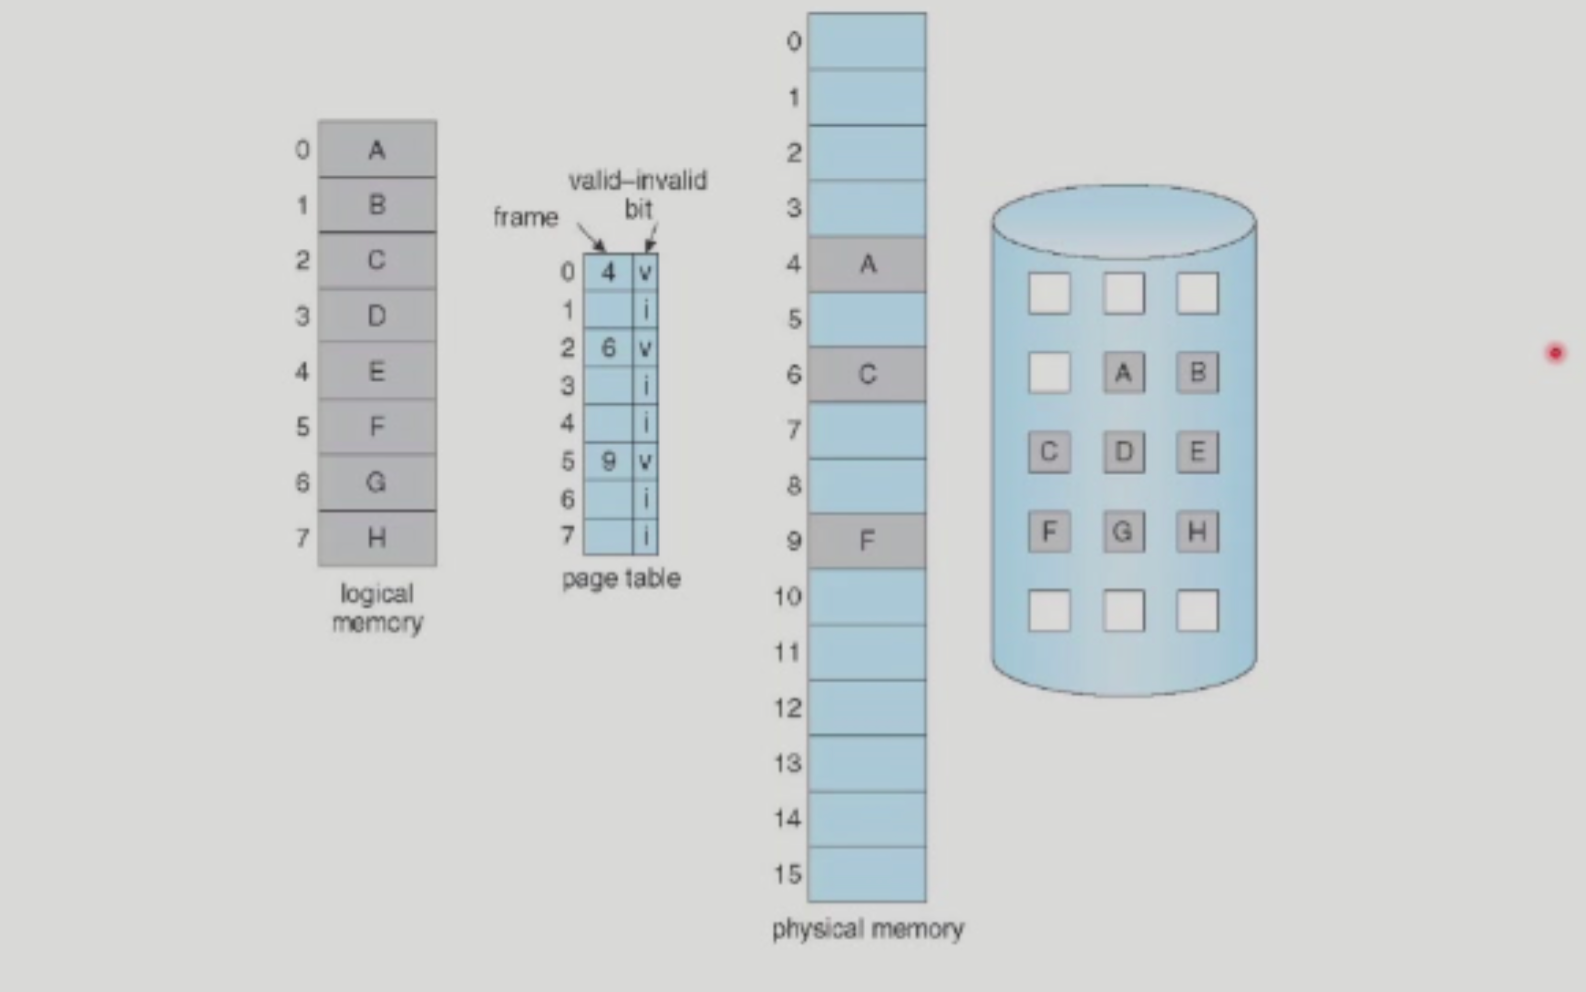 0 A
1 B
2 C
3 D
4 E
5 F
6 G
7 H
logical
memory
valid–invalid
bit
frame
0 4 v
1 i
2 6 v
3 i
4 i
5 9 v
6 i
7 i
page table
0
1
2
3
4 A
5
6 C
7
8
9 F
10
11
12
13
14
15
physical memory
A B
C D E
F G H